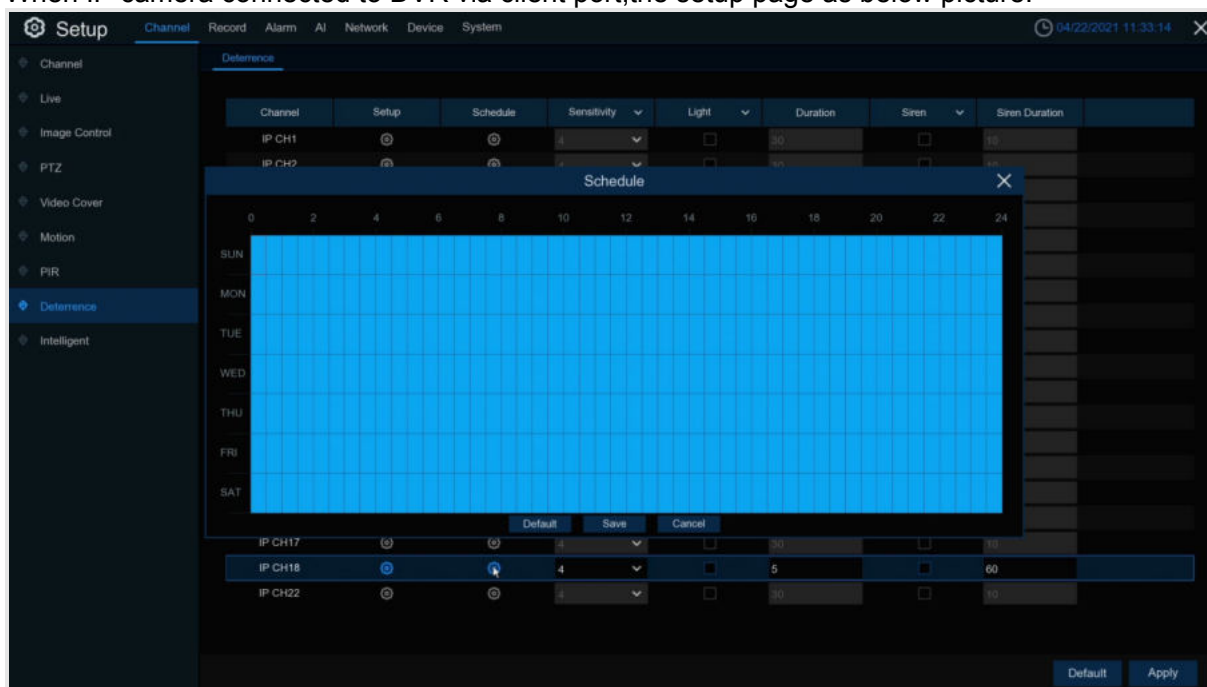 When IP camera connected to DVR via client port,the setup page as below picture:
Setup Channel Record Alarm AI Network Device System 04/22/2021 11:33:14
Channel
Live
Image Control
PTZ
Video Cover
Motion
PIR
Deterrence
Intelligent
Deterrence
Channel Setup Schedule Sensitivity Light Duration Siren Siren Duration
IP CH1 4 30 10
IP CH2 4 30 10
Schedule
0 2 4 6 8 10 12 14 16 18 20 22 24
SUN
MON
TUE
WED
THU
FRI
SAT
Default Save Cancel
IP CH17 4 30 10
IP CH18 4 5 60
IP CH22 4 30 10
Default Apply